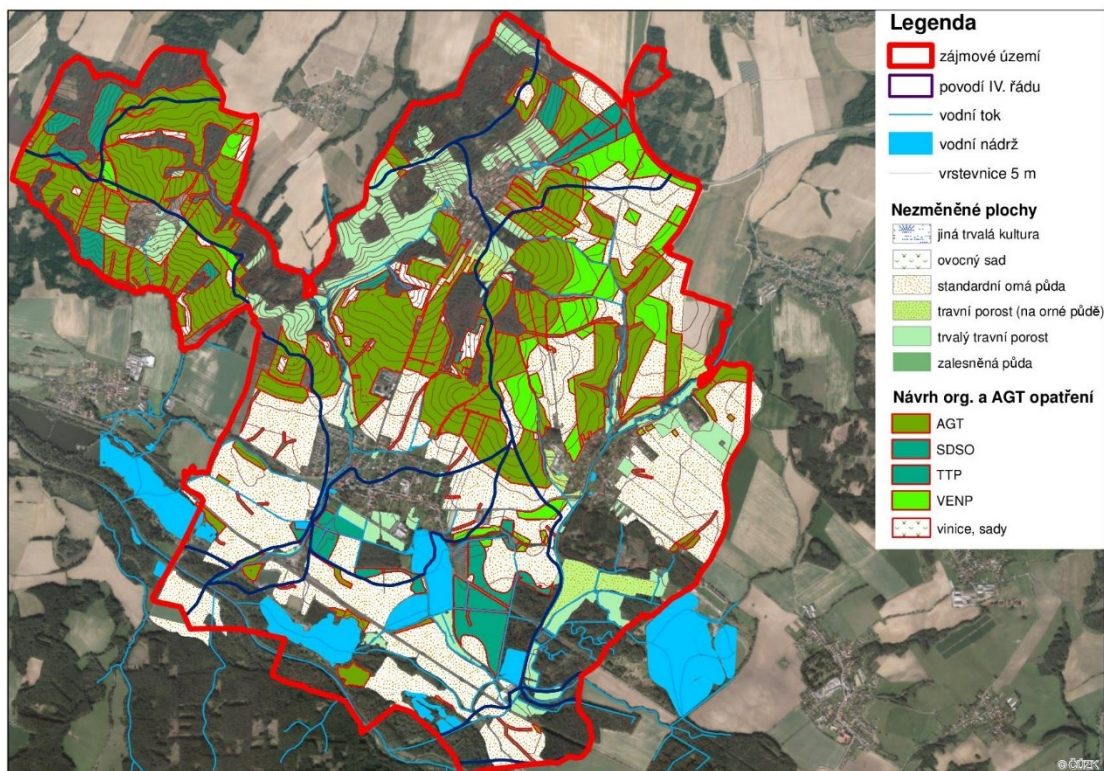 Legenda
zájmové území
povodí IV. řádu
vodní tok
vodní nádrž
vrstevnice 5 m
Nezměněné plochy
jiná trvalá kultura
ovocný sad
standardní orná půda
travní porost (na orné půdě)
trvalý travní porost
zalesněná půda
Návrh org. a AGT opatření
AGT
SDSO
TTP
VENP
vinice, sady
© ČÚZK